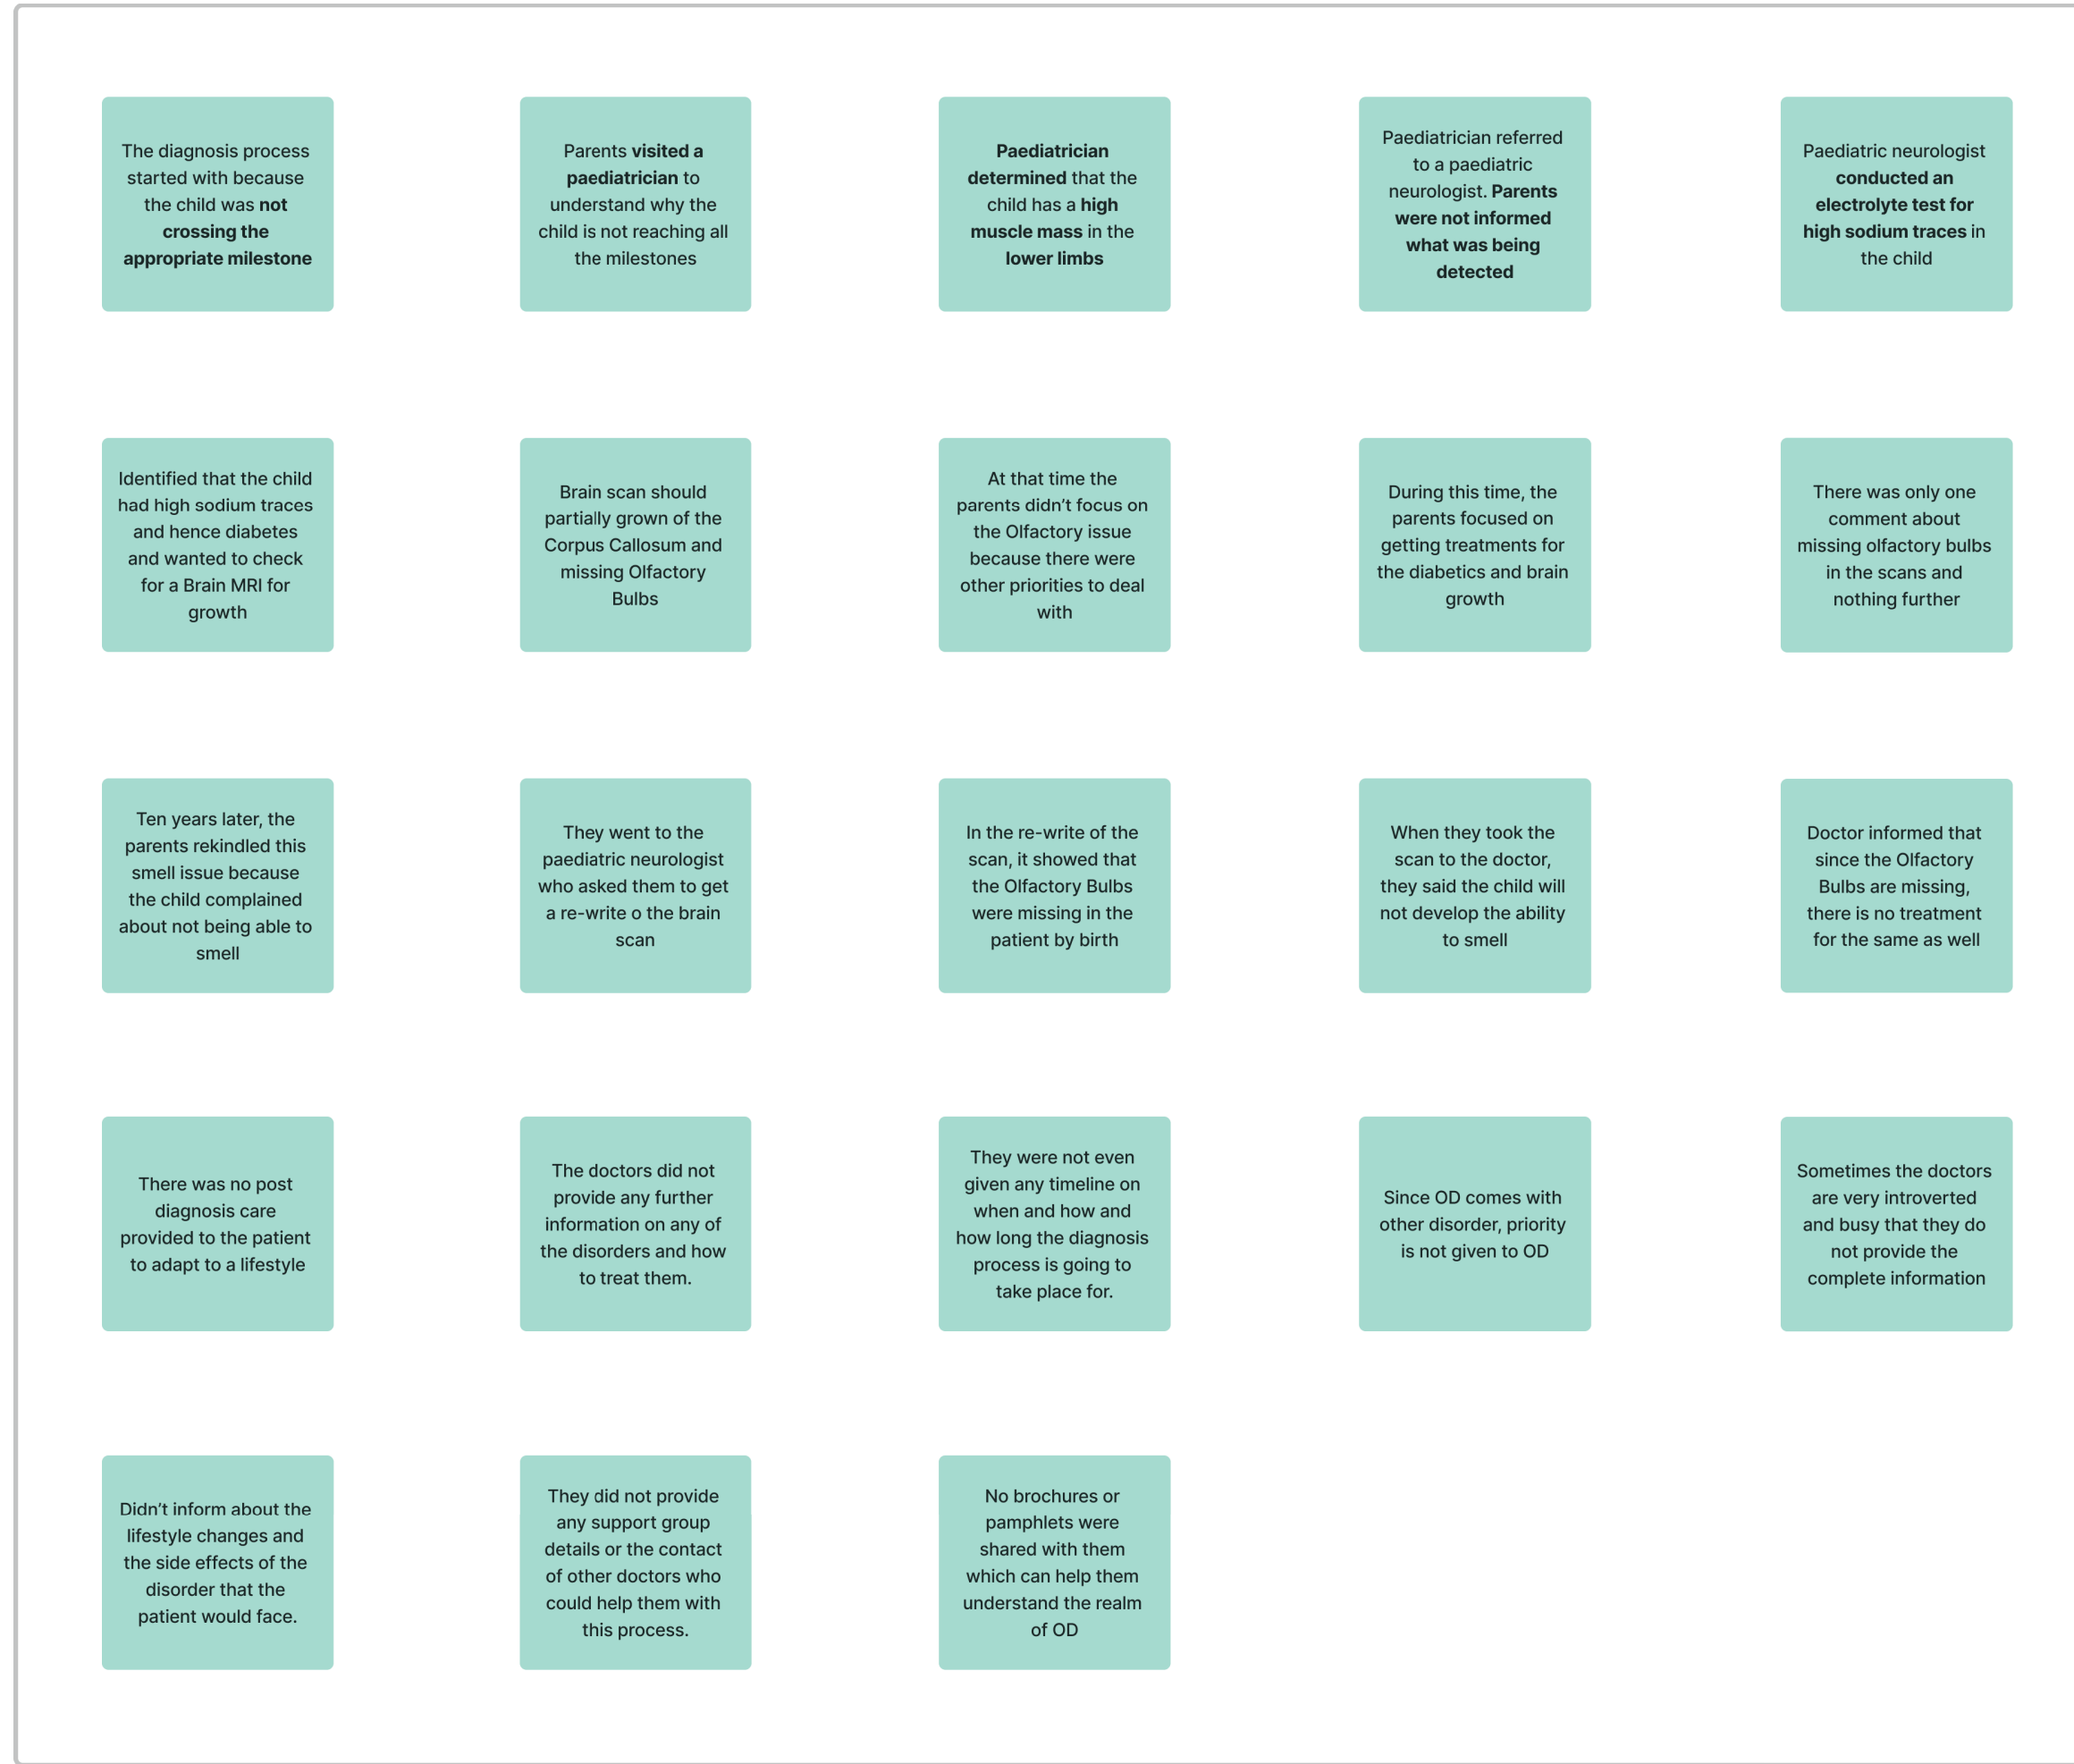 The diagnosis process
started with because
the child was not
crossing the
appropriate milestone
Parents visited a
paediatrician to
understand why the
child is not reaching all
the milestones
Paediatrician
determined that the
child has a high
muscle mass in the
lower limbs
Paediatrician referred
to a paediatric
neurologist. Parents
were not informed
what was being
detected
Paediatric neurologist
conducted an
electrolyte test for
high sodium traces in
the child
Identified that the child
had high sodium traces
and hence diabetes
and wanted to check
for a Brain MRI for
growth
Brain scan should
partially grown of the
Corpus Callosum and
missing Olfactory
Bulbs
At that time the
parents didn't focus on
the Olfactory issue
because there were
other priorities to deal
with
During this time, the
parents focused on
getting treatments for
the diabetics and brain
growth
There was only one
comment about
missing olfactory bulbs
in the scans and
nothing further
Ten years later, the
parents rekindled this
smell issue because
the child complained
about not being able to
smell
They went to the
paediatric neurologist
who asked them to get
a re-write o the brain
scan
In the re-write of the
scan, it showed that
the Olfactory Bulbs
were missing in the
patient by birth
When they took the
scan to the doctor,
they said the child will
not develop the ability
to smell
Doctor informed that
since the Olfactory
Bulbs are missing,
there is no treatment
for the same as well
There was no post
diagnosis care
provided to the patient
to adapt to a lifestyle
The doctors did not
provide any further
information on any of
the disorders and how
to treat them.
They were not even
given any timeline on
when and how and
how long the diagnosis
process is going to
take place for.
Since OD comes with
other disorder, priority
is not given to OD
Sometimes the doctors
are very introverted
and busy that they do
not provide the
complete information
Didn't inform about the
lifestyle changes and
the side effects of the
disorder that the
patient would face.
They did not provide
any support group
details or the contact
of other doctors who
could help them with
this process.
No brochures or
pamphlets were
shared with them
which can help them
understand the realm
of OD